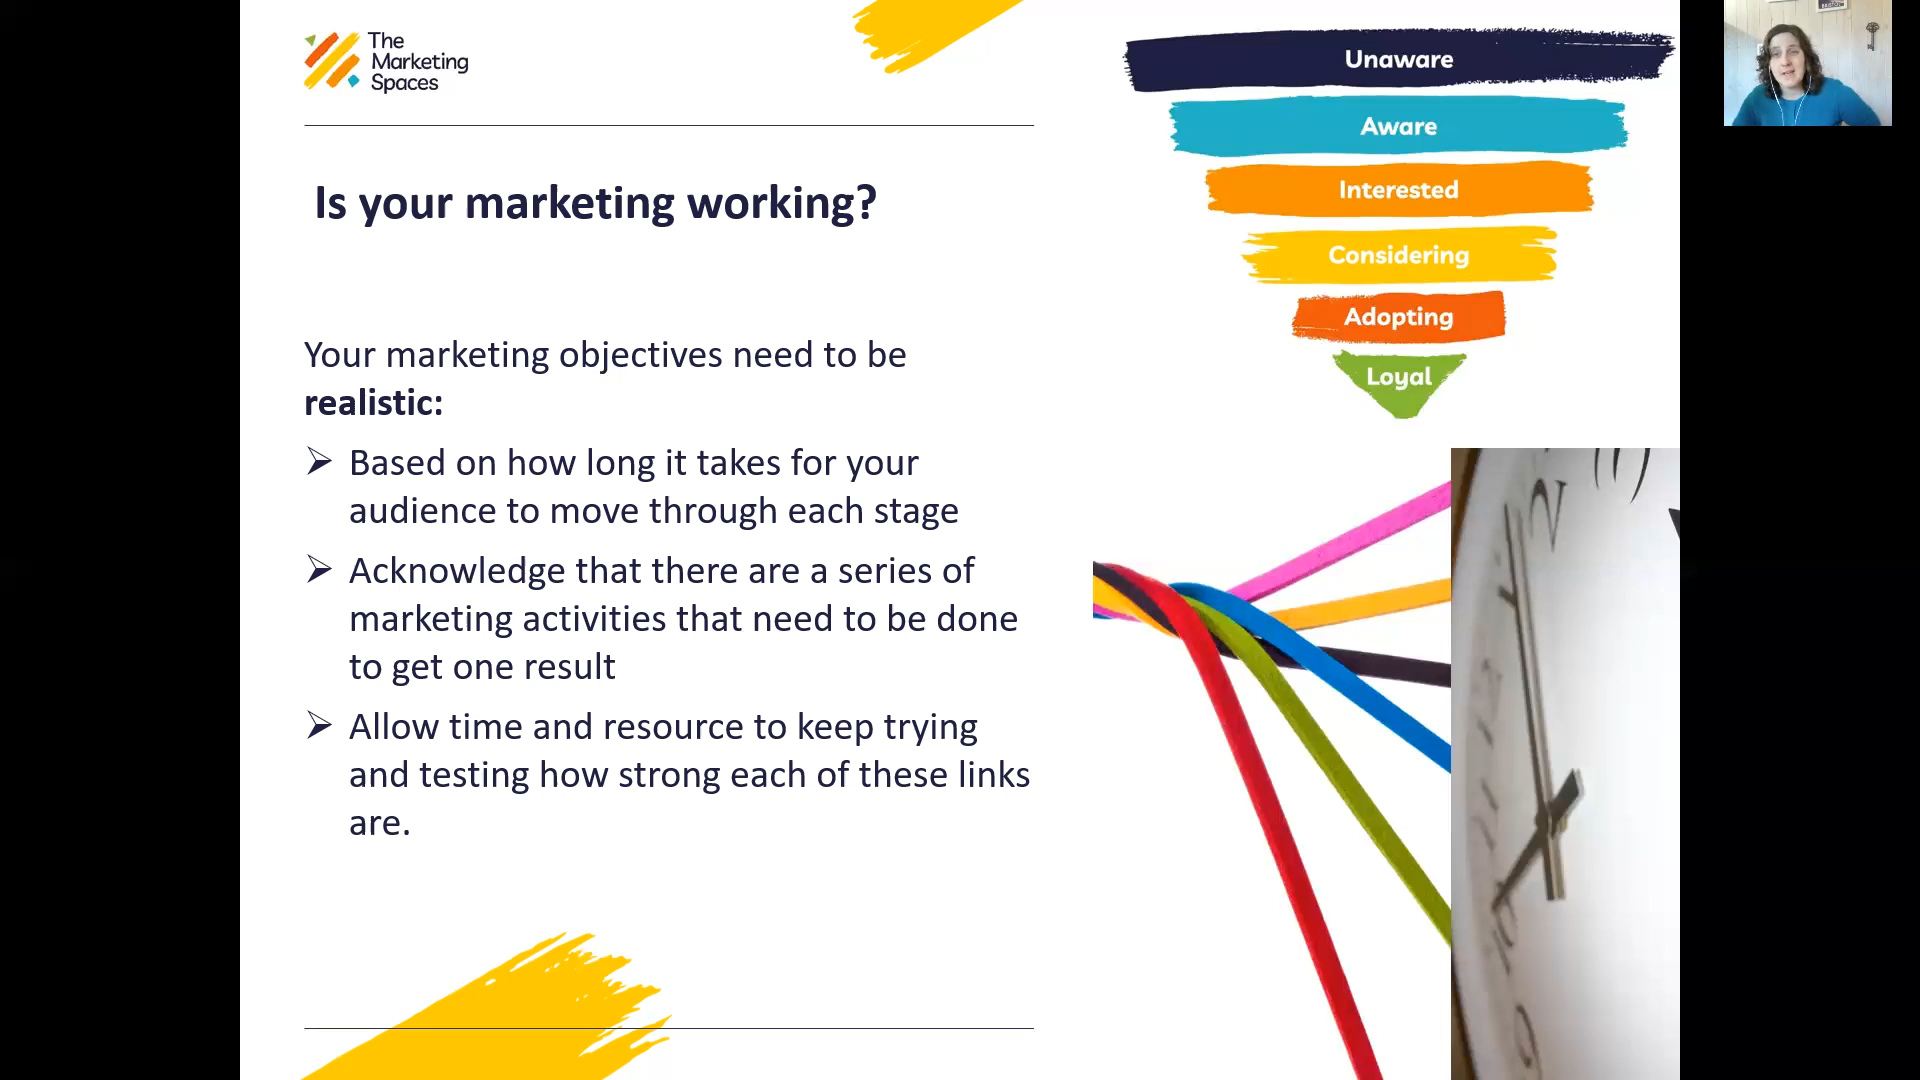 The
Marketing
Spaces
Is your marketing working?
Your marketing objectives need to be
realistic:
➢ Based on how long it takes for your
audience to move through each stage
➢ Acknowledge that there are a series of
marketing activities that need to be done
to get one result
➢ Allow time and resource to keep trying
and testing how strong each of these links
are.
Unaware
Aware
Interested
Considering
Adopting
Loyal